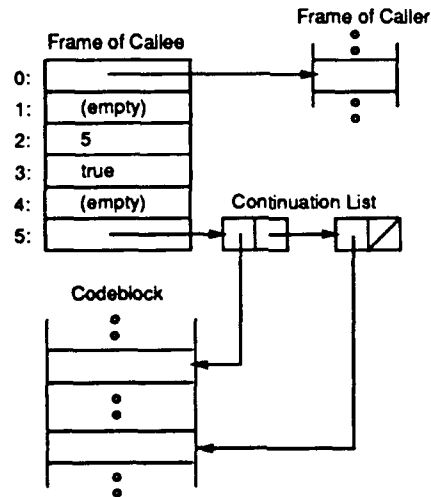 Frame of Caller
Frame of Callee
0:
1: (empty)
2: 5
3: true
4: (empty)
Continuation List
5:
Codeblock